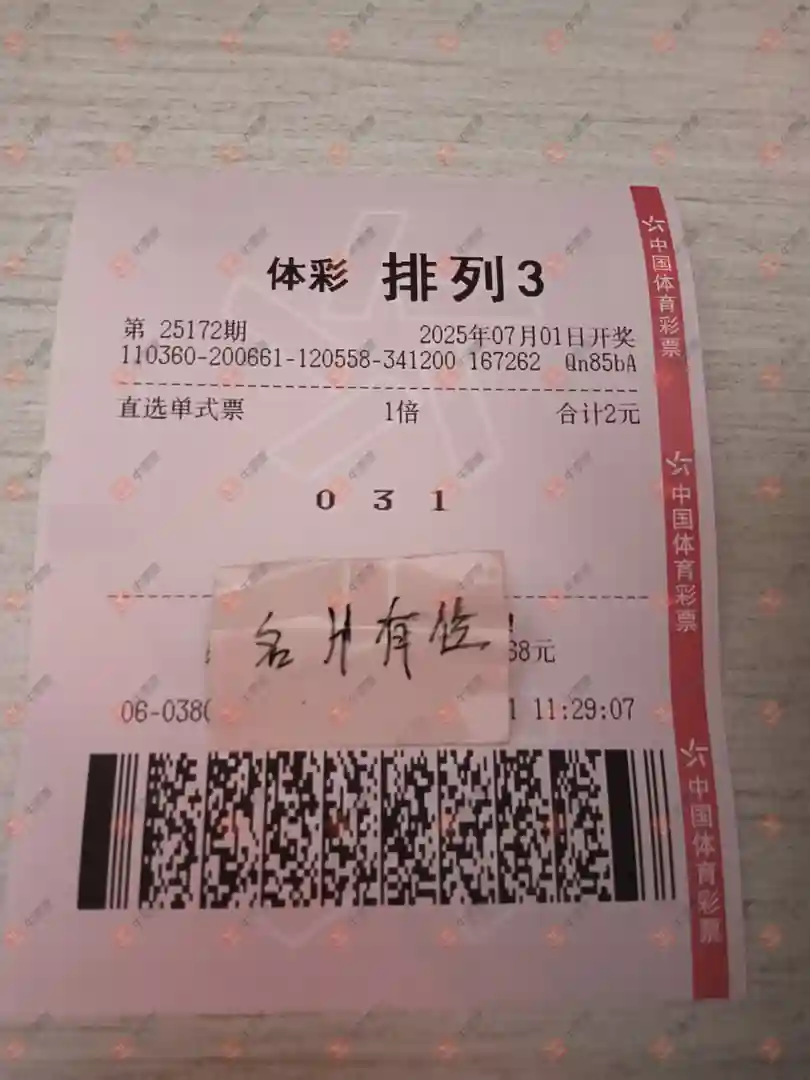 体彩 排列3
第 25172期 2025年07月01日开奖
110360-200661-120558-341200 167262 Qn85bA
直选单式票 1倍 合计2元
0 3 1
名片有
68元
06-0380
1 11:29:07
中国体育彩票
中国体育彩票
中国体育彩票